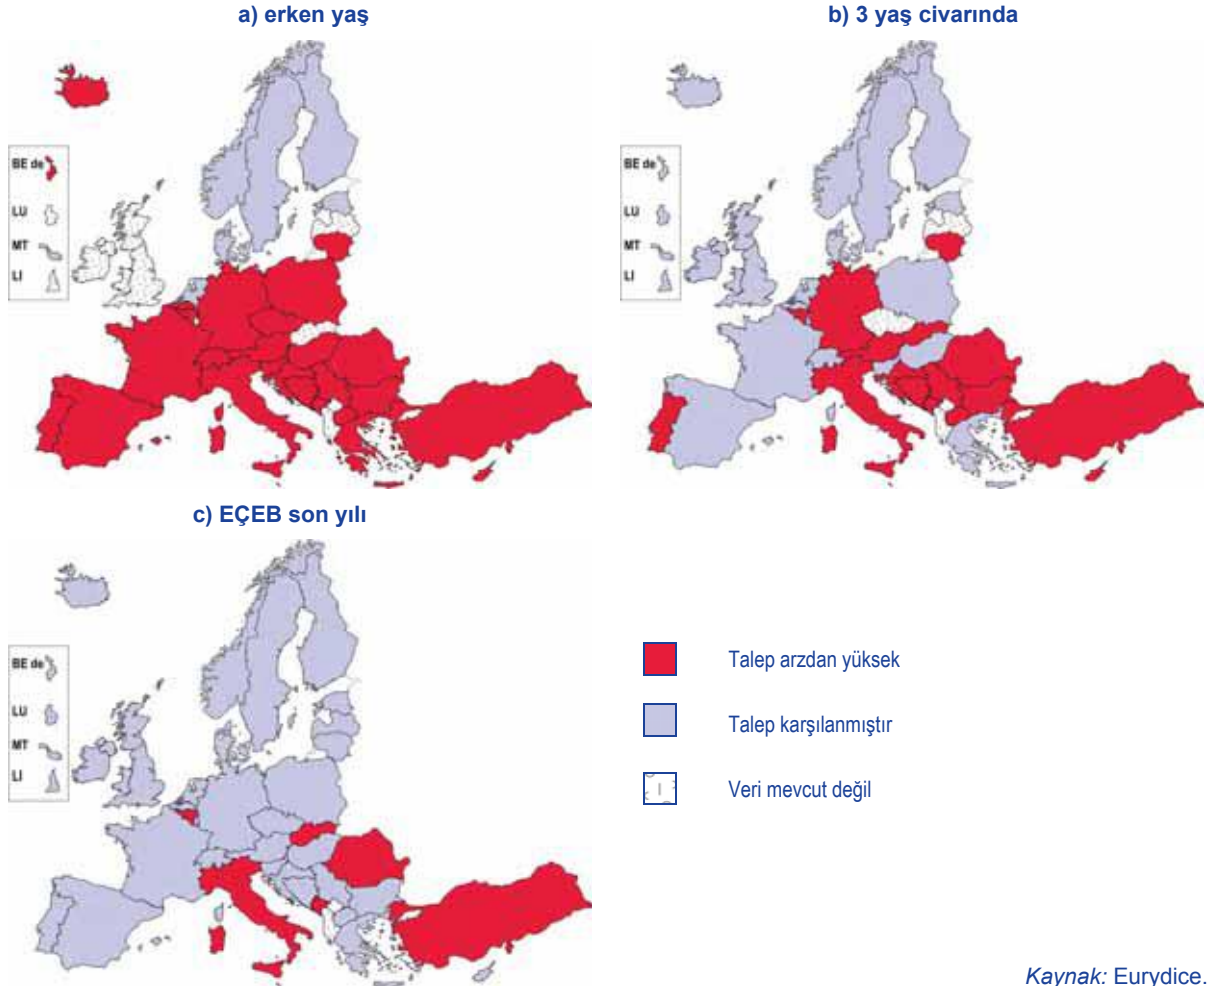 a) erken yaş
b) 3 yaş civarında
BE de
LU
MT
LI
BE de
LU
MT
LI
c) EÇEB son yılı
BE de
LU
MT
LI
Talep arzdan yüksek
Talep karşılanmıştır
Veri mevcut değil
Kaynak: Eurydice.